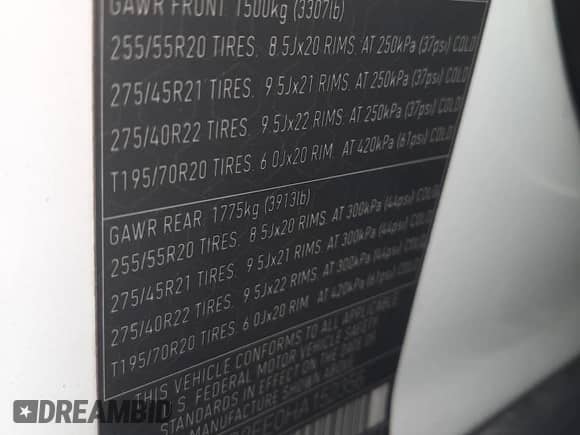 GAWR FRONT 1500kg (3307lb)
255/55R20 TIRES. 8.5Jx20 RIMS. AT 250kPa (37psi) COLD
275/45R21 TIRES. 9.5Jx21 RIMS. AT 250kPa (37psi) COLD
275/40R22 TIRES. 9.5Jx22 RIMS. AT 250kPa (37psi) COLD
T195/70R20 TIRES. 6.0Jx20 RIM. AT 420kPa (61psi) COLD
GAWR REAR 1775kg (3913lb)
255/55R20 TIRES. 8.5Jx20 RIMS. AT 300kPa (44psi) COLD
275/45R21 TIRES. 9.5Jx21 RIMS. AT 300kPa (44psi) COLD
275/40R22 TIRES. 9.5Jx22 RIMS. AT 300kPa (44psi) COLD
T195/70R20 TIRES. 6.0Jx20 RIM. AT 420kPa (61psi) COLD
THIS VEHICLE CONFORMS TO ALL APPLICABLE
U.S. FEDERAL MOTOR VEHICLE SAFETY
STANDARDS IN EFFECT ON THE DATE OF
MANUFACTURE SHOWN ABOVE.
DREAMBID